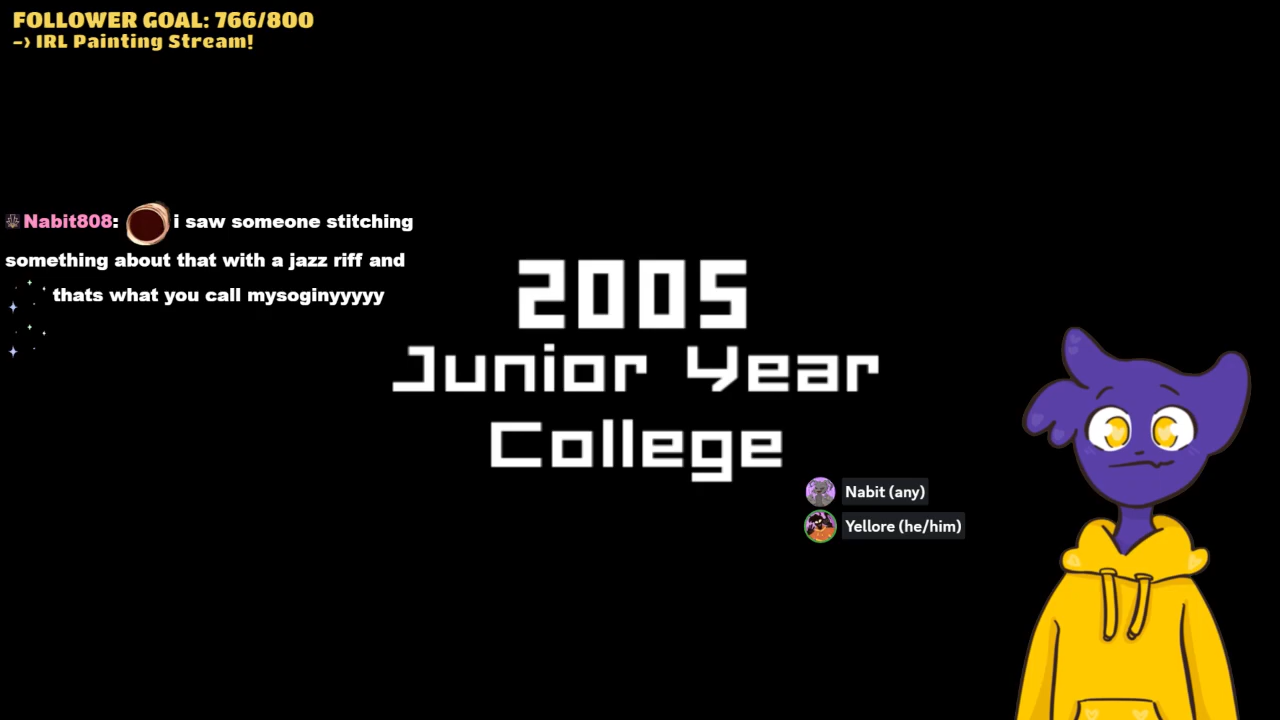 FOLLOWER GOAL: 766/800
-> IRL Painting Stream!
Nabit808: i saw someone stitching
something about that with a jazz riff and
thats what you call mysoginyyyyy
2005
Junior Year
College
Nabit (any)
Yellore (he/him)